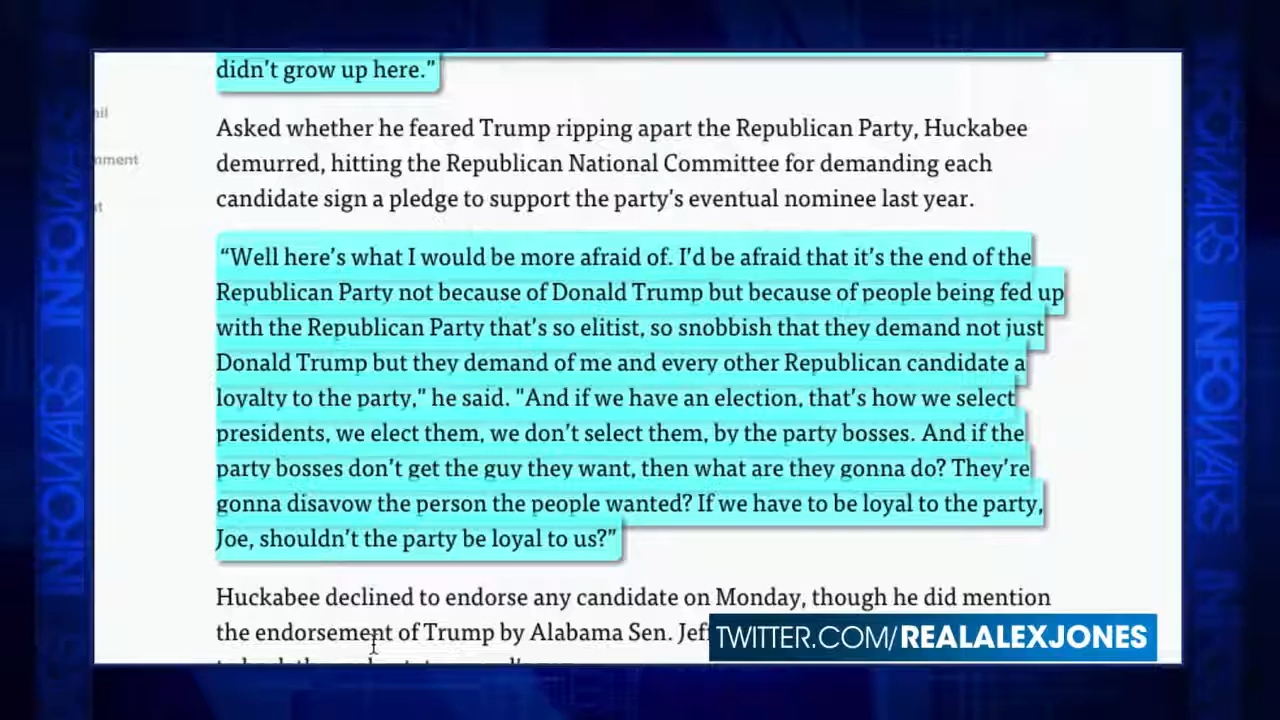 didn't grow up here.”
Asked whether he feared Trump ripping apart the Republican Party, Huckabee
demurred, hitting the Republican National Committee for demanding each
candidate sign a pledge to support the party's eventual nominee last year.
“Well here's what I would be more afraid of. I'd be afraid that it's the end of the
Republican Party not because of Donald Trump but because of people being fed up
with the Republican Party that's so elitist, so snobbish that they demand not just
Donald Trump but they demand of me and every other Republican candidate a
loyalty to the party,” he said. "And if we have an election, that's how we select
presidents, we elect them, we don't select them, by the party bosses. And if the
party bosses don't get the guy they want, then what are they gonna do? They're
gonna disavow the person the people wanted? If we have to be loyal to the party,
Joe, shouldn't the party be loyal to us?”
Huckabee declined to endorse any candidate on Monday, though he did mention
the endorsement of Trump by Alabama Sen. Jeff
TWITTER.COM/REALALEXJONES
INFOWARS
INFOWARS
INFOWARS